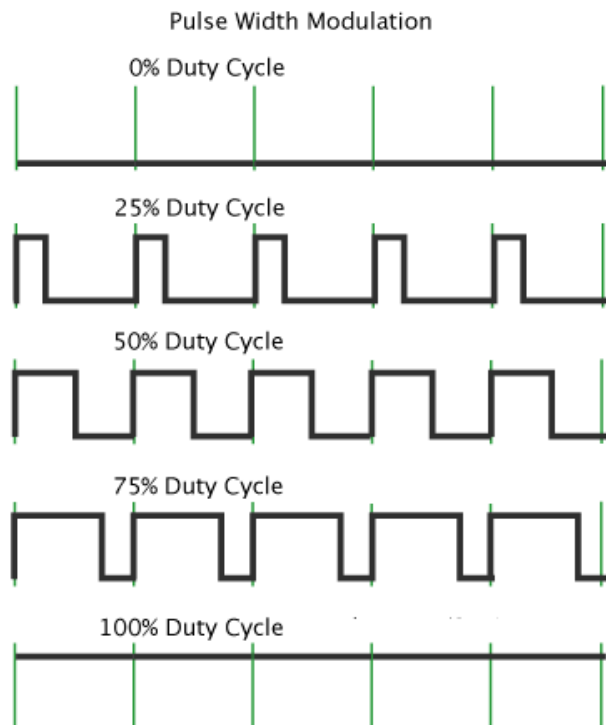 Pulse Width Modulation
0% Duty Cycle
25% Duty Cycle
50% Duty Cycle
75% Duty Cycle
100% Duty Cycle